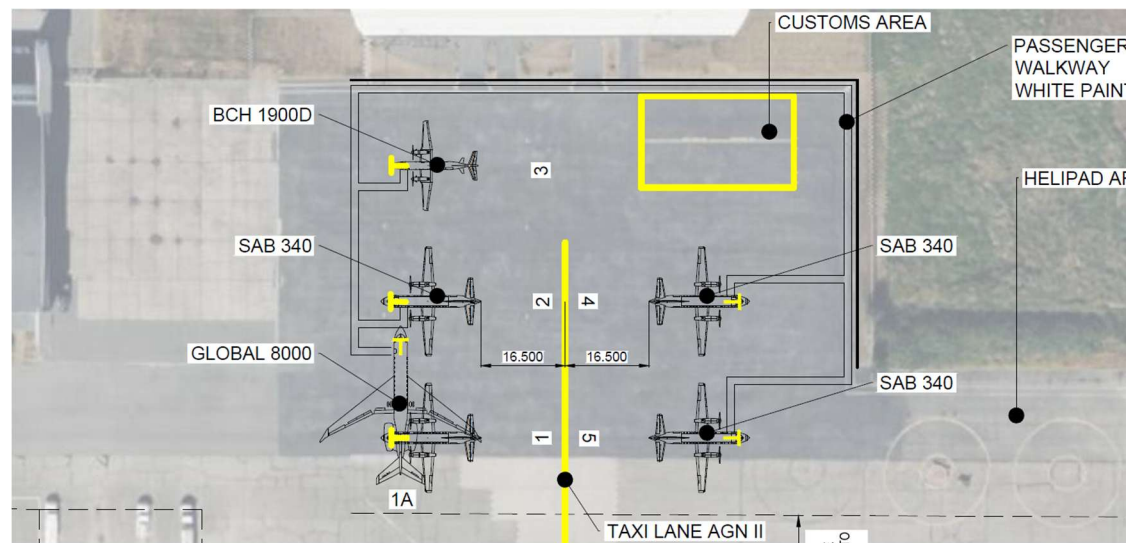 CUSTOMS AREA
PASSENGER
WALKWAY
WHITE PAINT
BCH 1900D
3
HELIPAD
SAB 340
SAB 340
2
4
16.500
16.500
GLOBAL 8000
SAB 340
1
5
1A
TAXI LANE AGN II